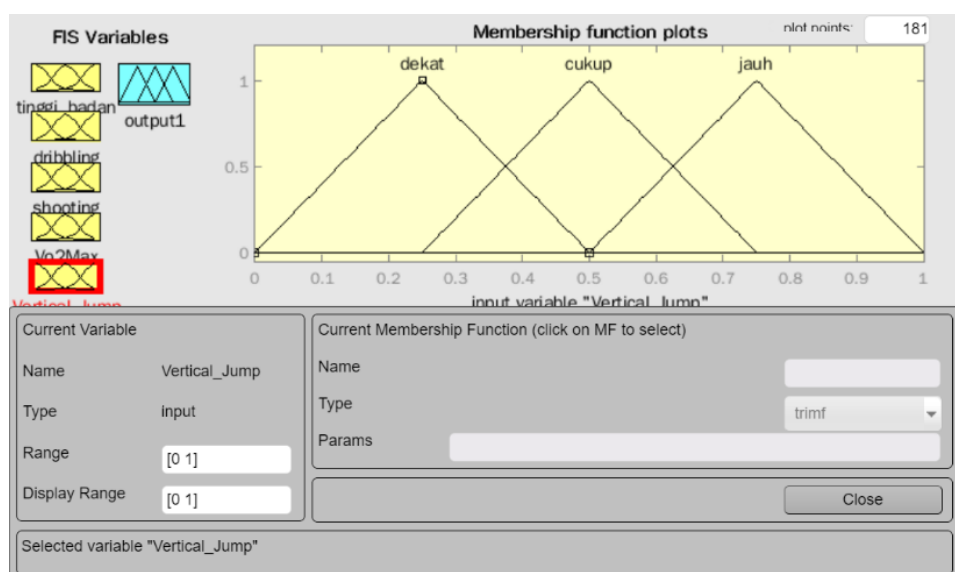 FIS Variables
Membership function plots
plot points:
181
tinggi_badan
output1
dribbling
shooting
Vo2Max
Vertical_Jump
dekat
cukup
jauh
1
0.5
0
0
0.1
0.2
0.3
0.4
0.5
0.6
0.7
0.8
0.9
1
input variable "Vertical_Jump"
Current Variable
Name
Vertical_Jump
Type
input
Range
[0 1]
Display Range
[0 1]
Current Membership Function (click on MF to select)
Name
Type
trimf
Params
Close
Selected variable "Vertical_Jump"